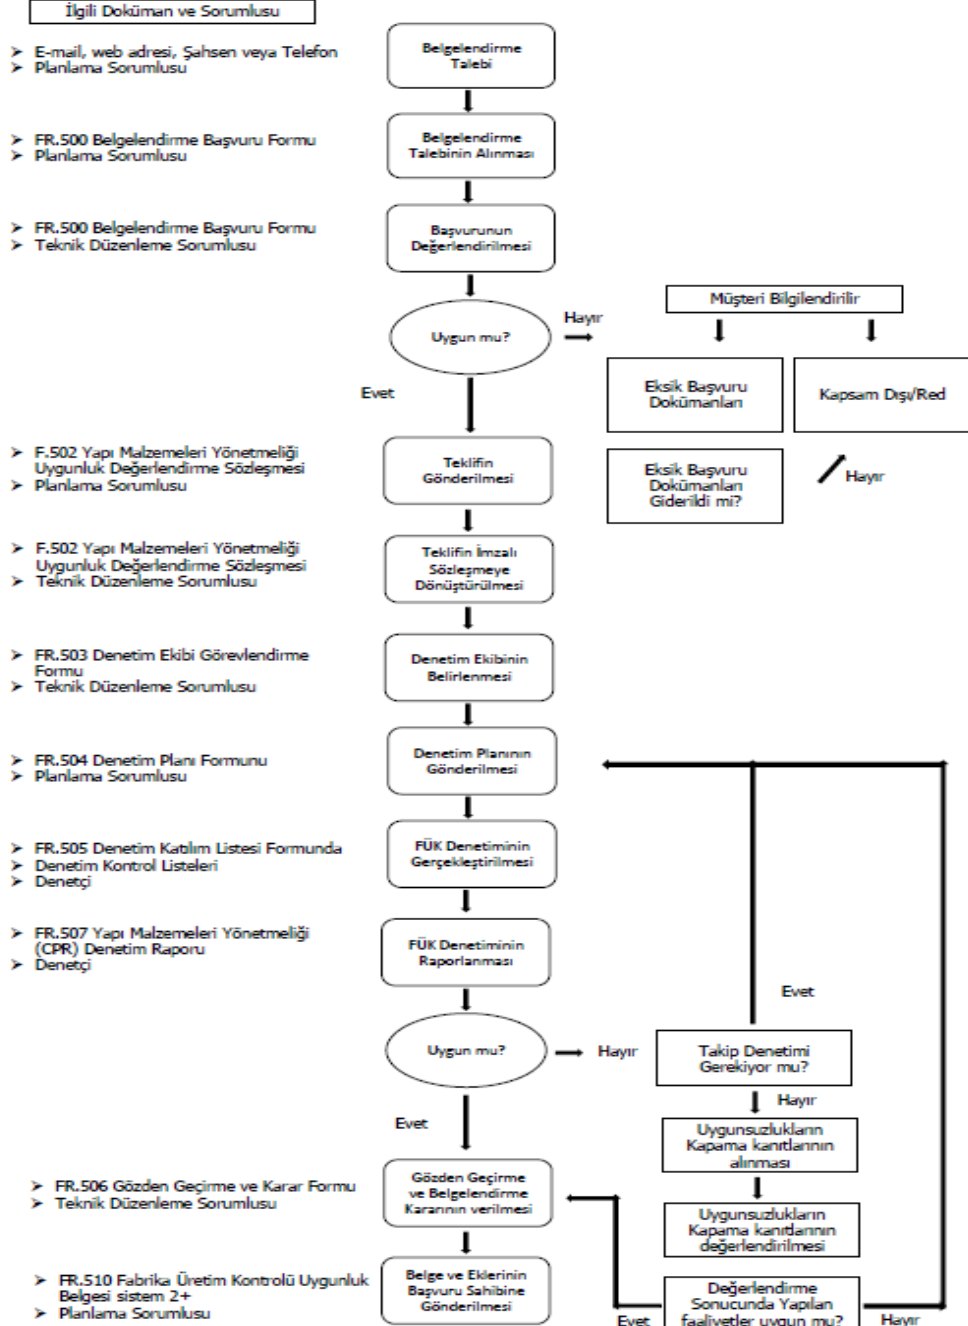 İlgili Doküman ve Sorumlusu
➢ E-mail, web adresi, Şahsen veya Telefon
➢ Planlama Sorumlusu
Belgelendirme
Talebi
➢ FR.500 Belgelendirme Başvuru Formu
➢ Planlama Sorumlusu
Belgelendirme
Talebinin Alınması
➢ FR.500 Belgelendirme Başvuru Formu
➢ Teknik Düzenleme Sorumlusu
Başvurunun
Değerlendirilmesi
Uygun mu?
Hayır
Evet
Müşteri Bilgilendirilir
Eksik Başvuru
Dokümanları
Kapsam Dışı/Red
Eksik Başvuru
Dokümanları
Giderildi mi?
Hayır
➢ F.502 Yapı Malzemeleri Yönetmeliği
Uygunluk Değerlendirme Sözleşmesi
➢ Planlama Sorumlusu
Teklifin
Gönderilmesi
➢ F.502 Yapı Malzemeleri Yönetmeliği
Uygunluk Değerlendirme Sözleşmesi
➢ Teknik Düzenleme Sorumlusu
Teklifin İmzalı
Sözleşmeye
Dönüştürülmesi
➢ FR.503 Denetim Ekibi Görevlendirme
Formu
➢ Teknik Düzenleme Sorumlusu
Denetim Ekibinin
Belirlenmesi
➢ FR.504 Denetim Planı Formunu
➢ Planlama Sorumlusu
Denetim Planının
Gönderilmesi
➢ FR.505 Denetim Katılım Listesi Formunda
➢ Denetim Kontrol Listeleri
➢ Denetçi
FÜK Denetiminin
Gerçekleştirilmesi
➢ FR.507 Yapı Malzemeleri Yönetmeliği
(CPR) Denetim Raporu
➢ Denetçi
FÜK Denetiminin
Raporlanması
Uygun mu?
Hayır
Evet
Evet
Takip Denetimi
Gerekiyor mu?
Hayır
Uygunsuzlukların
Kapama kanıtlarının
alınması
Uygunsuzlukların
Kapama kanıtlarının
değerlendirilmesi
➢ FR.506 Gözden Geçirme ve Karar Formu
➢ Teknik Düzenleme Sorumlusu
Gözden Geçirme
ve Belgelendirme
Kararının verilmesi
➢ FR.510 Fabrika Üretim Kontrolü Uygunluk
Belgesi sistem 2+
➢ Planlama Sorumlusu
Belge ve Eklerinin
Başvuru Sahibine
Gönderilmesi
Değerlendirme
Sonucunda Yapılan
faaliyetler uygun mu?
Evet
Hayır